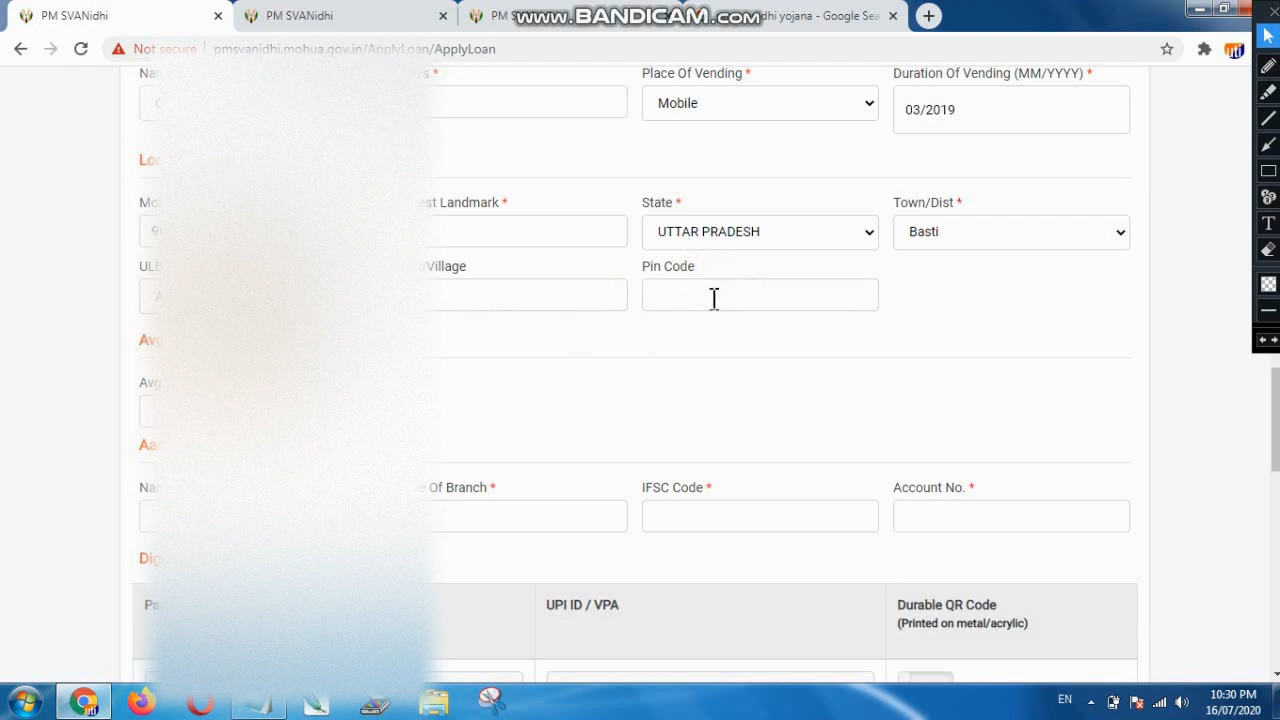 PM SVANidhi
PM SVANidhi
www.BANDICAM.com
yojana - Google Sea
Not secure
pmsvanidhi.mohua.gov.in/ApplyLoan/ApplyLoan
Place Of Vending *
Duration Of Vending (MM/YYYY) *
Mobile
03/2019
Landmark *
State *
Town/Dist *
UTTAR PRADESH
Basti
/Village
Pin Code
Of Branch *
IFSC Code *
Account No. *
UPI ID / VPA
Durable QR Code
(Printed on metal/acrylic)
EN
10:30 PM
16/07/2020